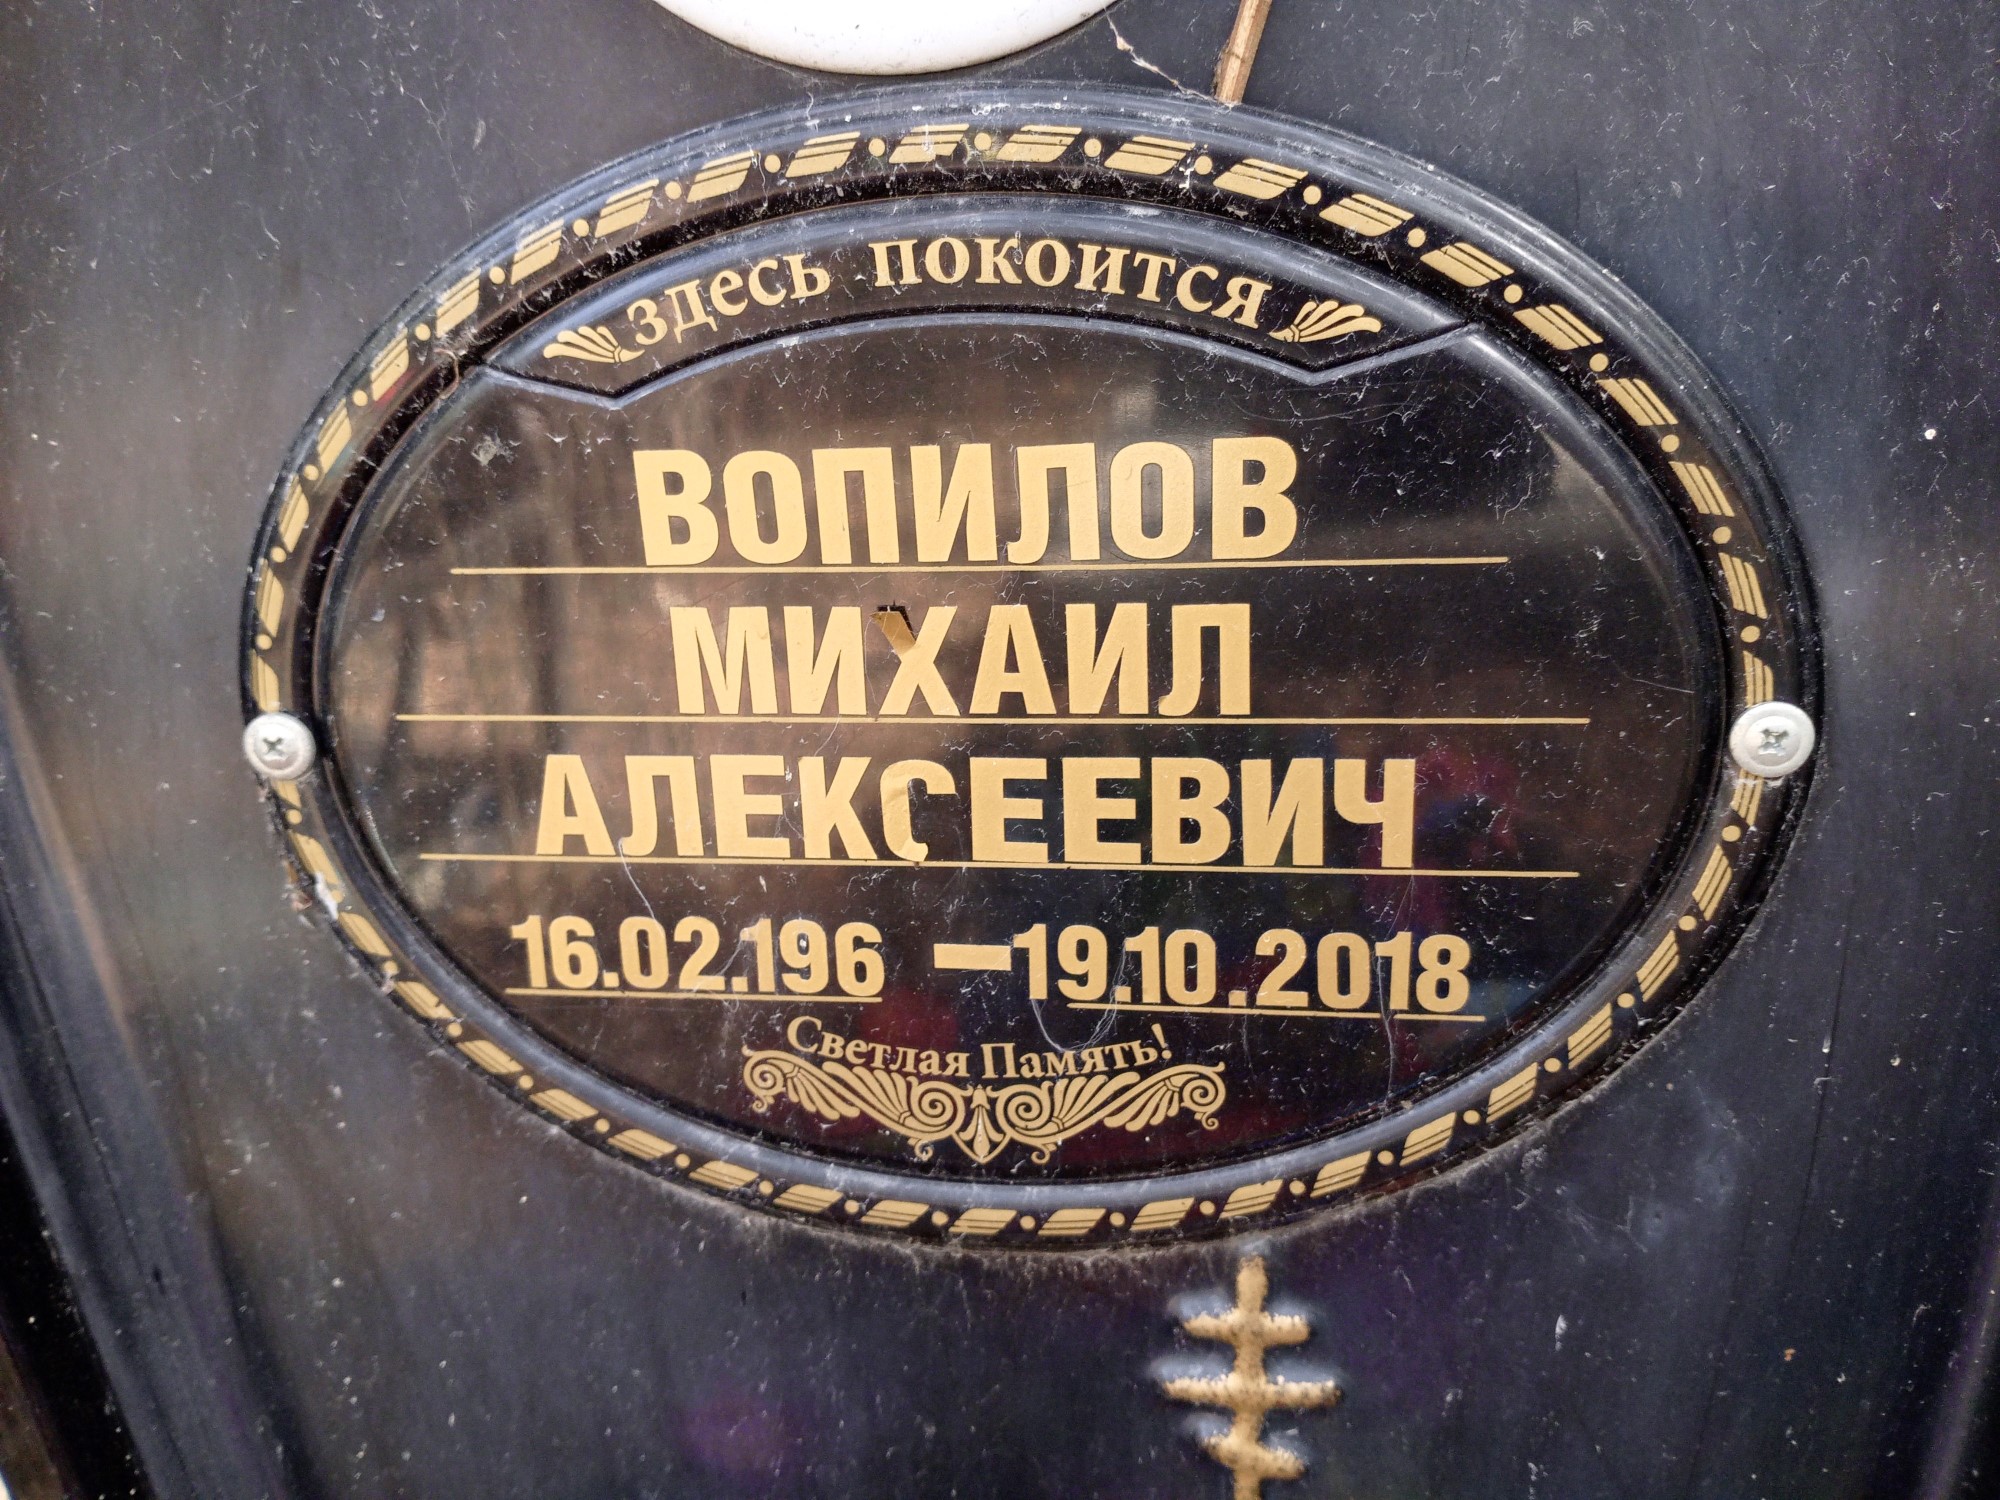 здесь покоится
ВОПИЛОВ
МИХАИЛ
АЛЕКСЕЕВИЧ
16.02.196 –19.10.2018
Светлая Память!